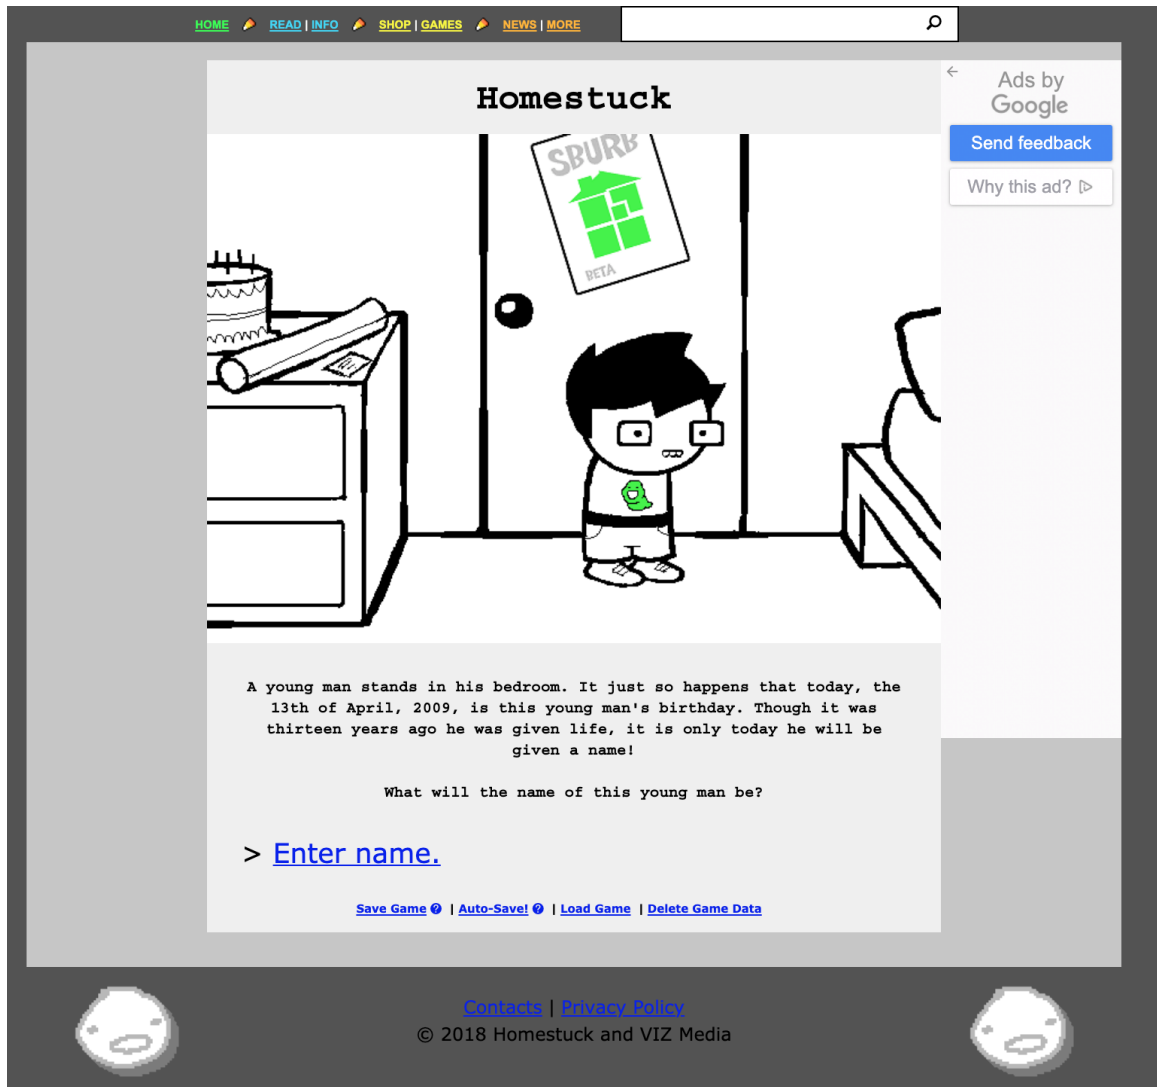 HOME READ | INFO SHOP | GAMES NEWS | MORE
Homestuck
Ads by
Google
Send feedback
Why this ad?
SBURB
BETA
A young man stands in his bedroom. It just so happens that today, the
13th of April, 2009, is this young man's birthday. Though it was
thirteen years ago he was given life, it is only today he will be
given a name!
What will the name of this young man be?
> Enter name.
Save Game ? | Auto-Save! ? | Load Game | Delete Game Data
Contacts | Privacy Policy
© 2018 Homestuck and VIZ Media